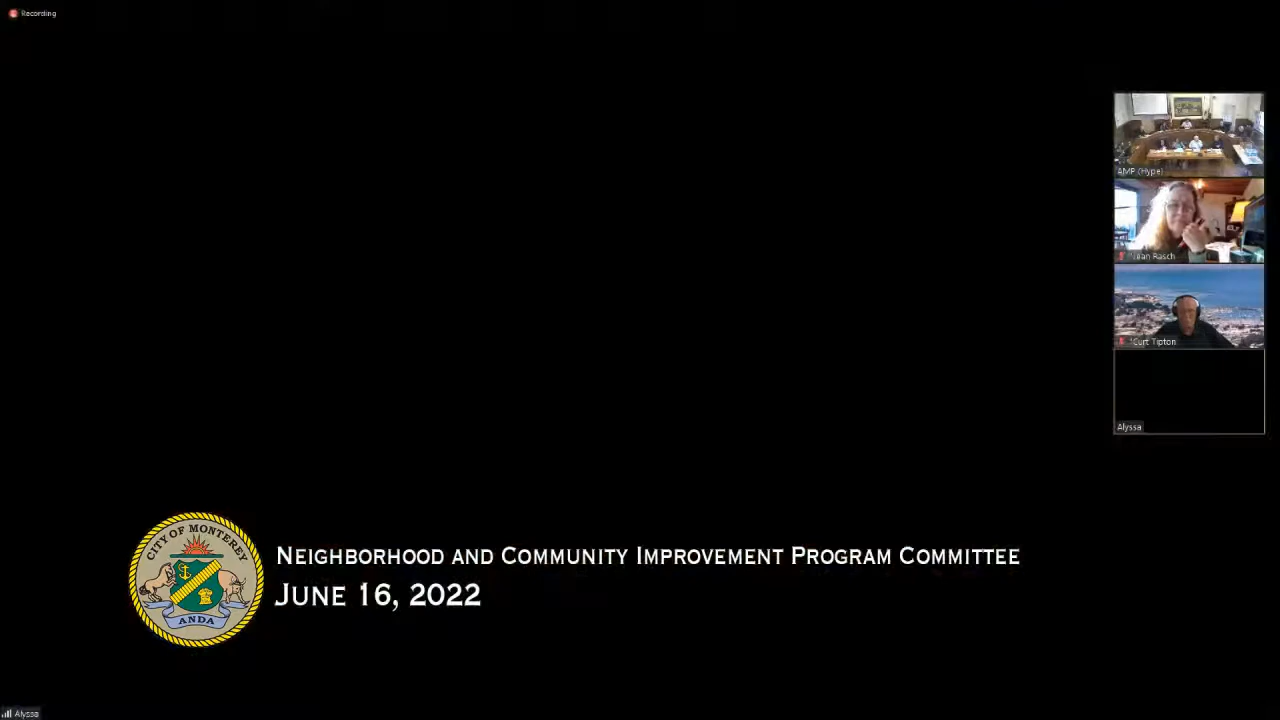 Recording
AMP (Hype)
Rasch
Curt Tipton
Alyssa
CITY OF MONTEREY
ANDA
Neighborhood and Community Improvement Program Committee
June 16, 2022
Alyssa